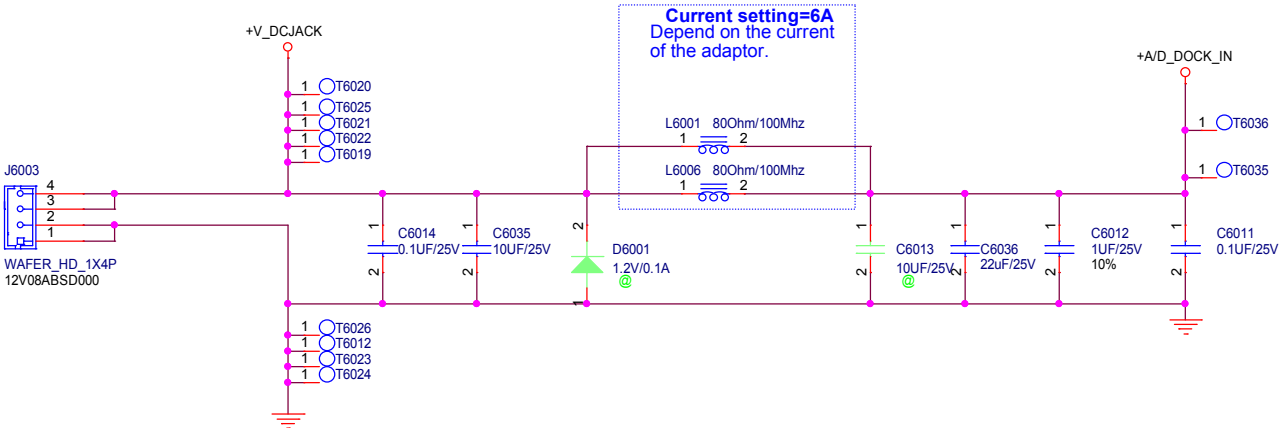 Current setting=6A
Depend on the current
of the adaptor.
+V_DCJACK
+A/D_DOCK_IN
1 T6020
1 T6025
1 T6021
1 T6022
1 T6019
1 T6036
1 T6035
L6001 80Ohm/100Mhz
1 2
L6006 80Ohm/100Mhz
1 2
J6003
4
3
2
1
WAFER_HD_1X4P
12V08ABSD000
1
C6014
0.1UF/25V
2
1
C6035
10UF/25V
2
2
D6001
1.2V/0.1A
@
1
1
C6013
10UF/25V
@
2
1
C6036
22uF/25V
2
1
C6012
1UF/25V
10%
2
1
C6011
0.1UF/25V
2
1 T6026
1 T6012
1 T6023
1 T6024